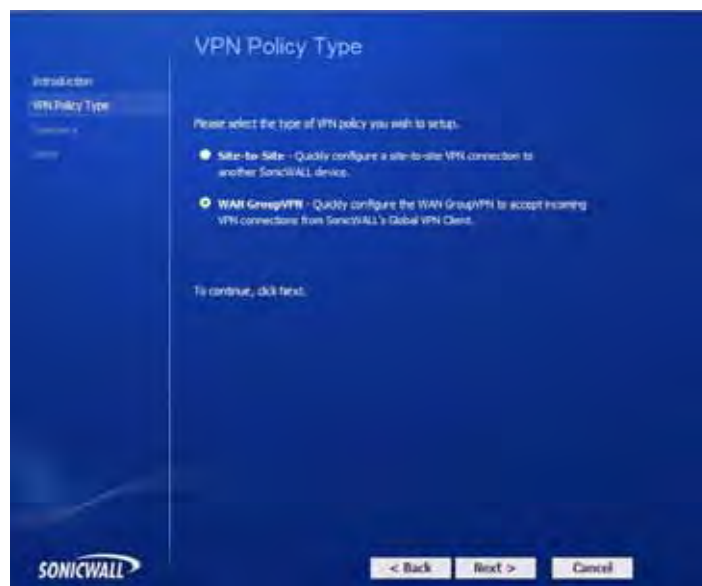 VPN Policy Type
Introduction
VPN Policy Type
Please select the type of VPN policy you wish to setup.
Site-to-Site - Quickly configure a site-to-site VPN connection to
another SonicWALL device.
WAN GroupVPN - Quickly configure the WAN GroupVPN to accept incoming
VPN connections from SonicWALL's Global VPN Client.
To continue, click Next.
SONICWALL
< Back
Next >
Cancel